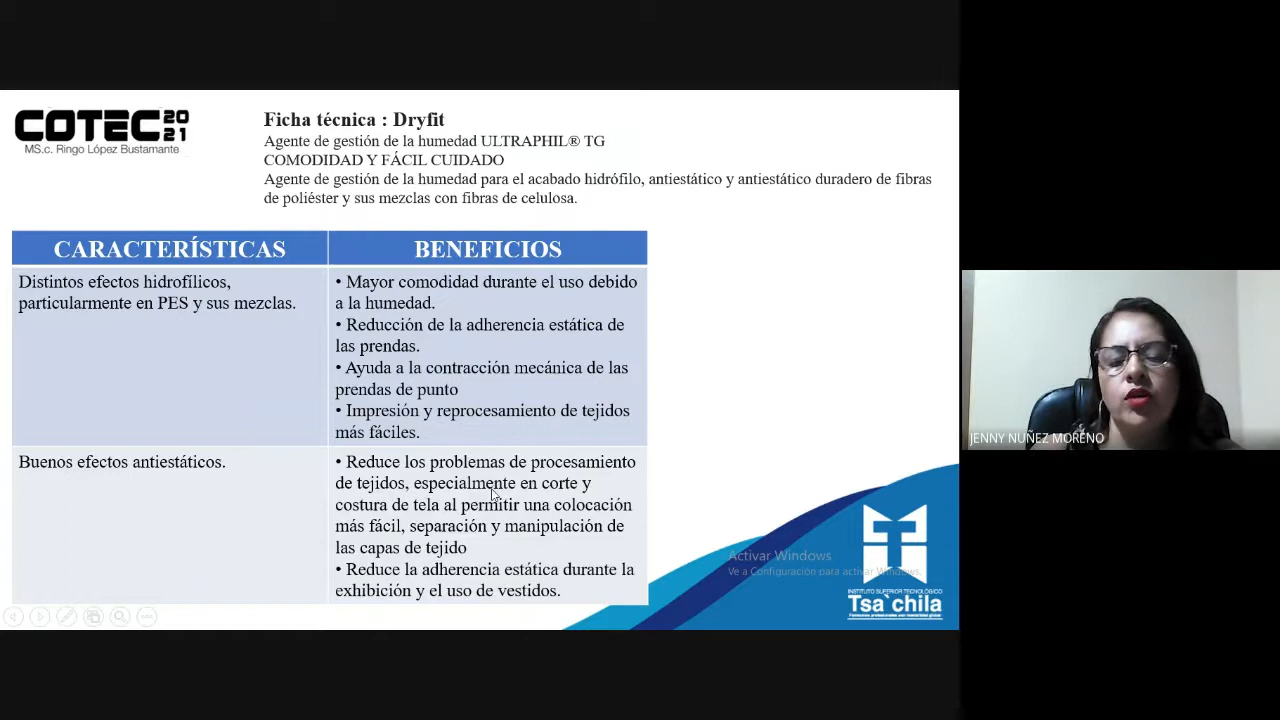 COTEC 20
21
MS.c. Ringo López Bustamante
Ficha técnica : Dryfit
Agente de gestión de la humedad ULTRAPHIL® TG
COMODIDAD Y FÁCIL CUIDADO
Agente de gestión de la humedad para el acabado hidrófilo, antiestático y antiestático duradero de fibras
de poliéster y sus mezclas con fibras de celulosa.
CARACTERÍSTICAS
BENEFICIOS
Distintos efectos hidrofílicos,
particularmente en PES y sus mezclas.
• Mayor comodidad durante el uso debido
a la humedad.
• Reducción de la adherencia estática de
las prendas.
• Ayuda a la contracción mecánica de las
prendas de punto
• Impresión y reprocesamiento de tejidos
más fáciles.
Buenos efectos antiestáticos.
• Reduce los problemas de procesamiento
de tejidos, especialmente en corte y
costura de tela al permitir una colocación
más fácil, separación y manipulación de
las capas de tejido
• Reduce la adherencia estática durante la
exhibición y el uso de vestidos.
Activar Windows
Ve a Configuración para activar Windows.
INSTITUTO SUPERIOR TECNOLÓGICO
Tsa`chila
JENNY NUÑEZ MORENO